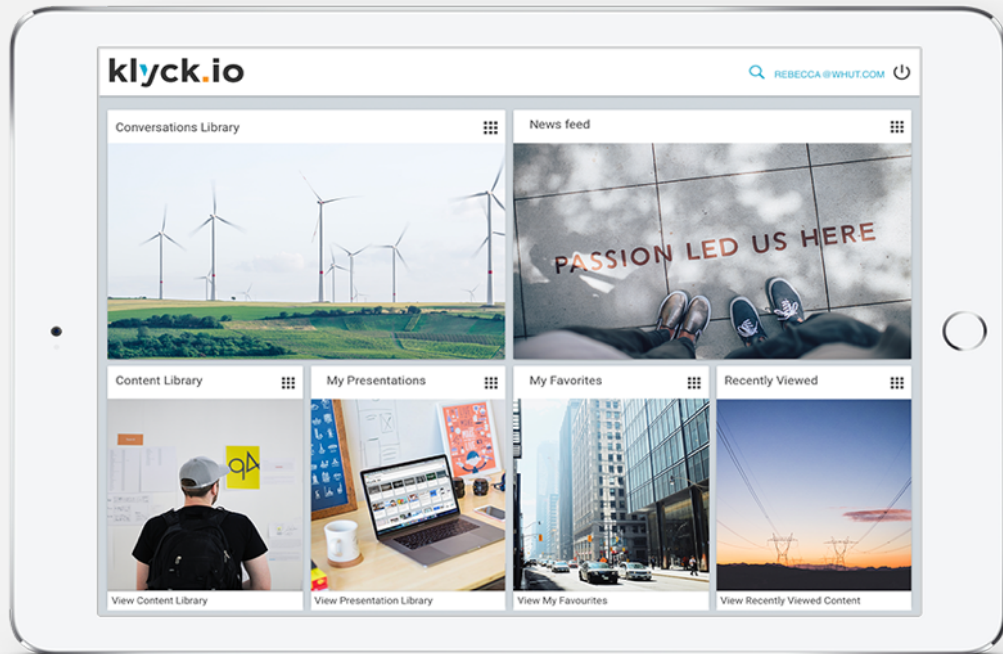 klyck.io
REBECCA@WHUT.COM
Conversations Library
News feed
PASSION LED US HERE
Content Library
My Presentations
My Favorites
Recently Viewed
View Content Library
View Presentation Library
View My Favourites
View Recently Viewed Content